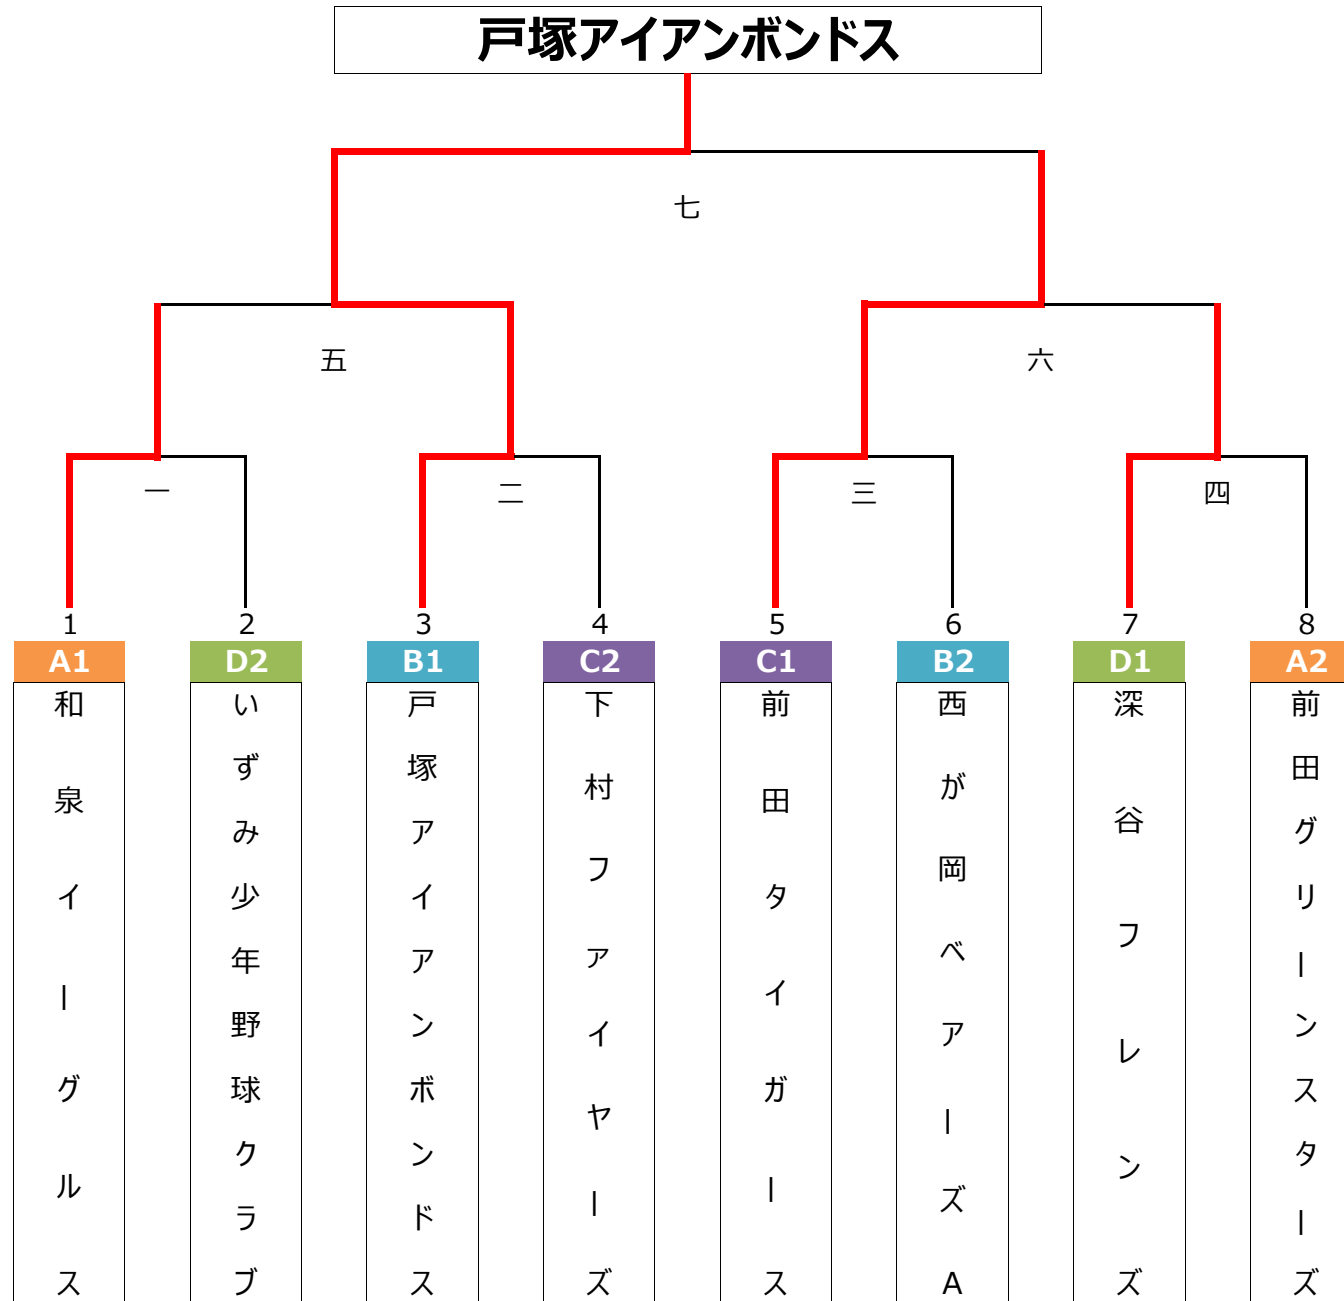 戸塚アイアンボンドス
七
五
六
一
二
三
四
1
2
3
4
5
6
7
8
A1
D2
B1
C2
C1
B2
D1
A2
和泉イーグルス
いずみ少年野球クラブ
戸塚アイアンボンドス
下村ファイヤーズ
前田タイガース
西が岡ベアーズA
深谷フレンズ
前田グリーンスターズ